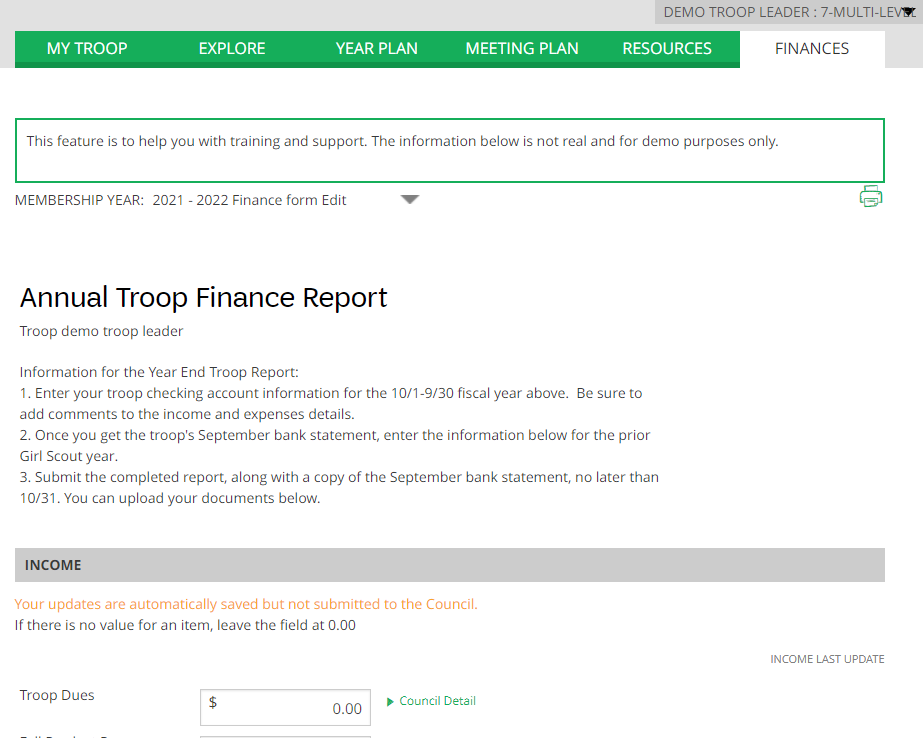 DEMO TROOP LEADER : 7-MULTI-LEVEL
MY TROOP EXPLORE YEAR PLAN MEETING PLAN RESOURCES FINANCES
This feature is to help you with training and support. The information below is not real and for demo purposes only.
MEMBERSHIP YEAR: 2021 - 2022 Finance form Edit
Annual Troop Finance Report
Troop demo troop leader
Information for the Year End Troop Report:
1. Enter your troop checking account information for the 10/1-9/30 fiscal year above. Be sure to
add comments to the income and expenses details.
2. Once you get the troop's September bank statement, enter the information below for the prior
Girl Scout year.
3. Submit the completed report, along with a copy of the September bank statement, no later than
10/31. You can upload your documents below.
INCOME
Your updates are automatically saved but not submitted to the Council.
If there is no value for an item, leave the field at 0.00
INCOME LAST UPDATE
Troop Dues $ 0.00 Council Detail